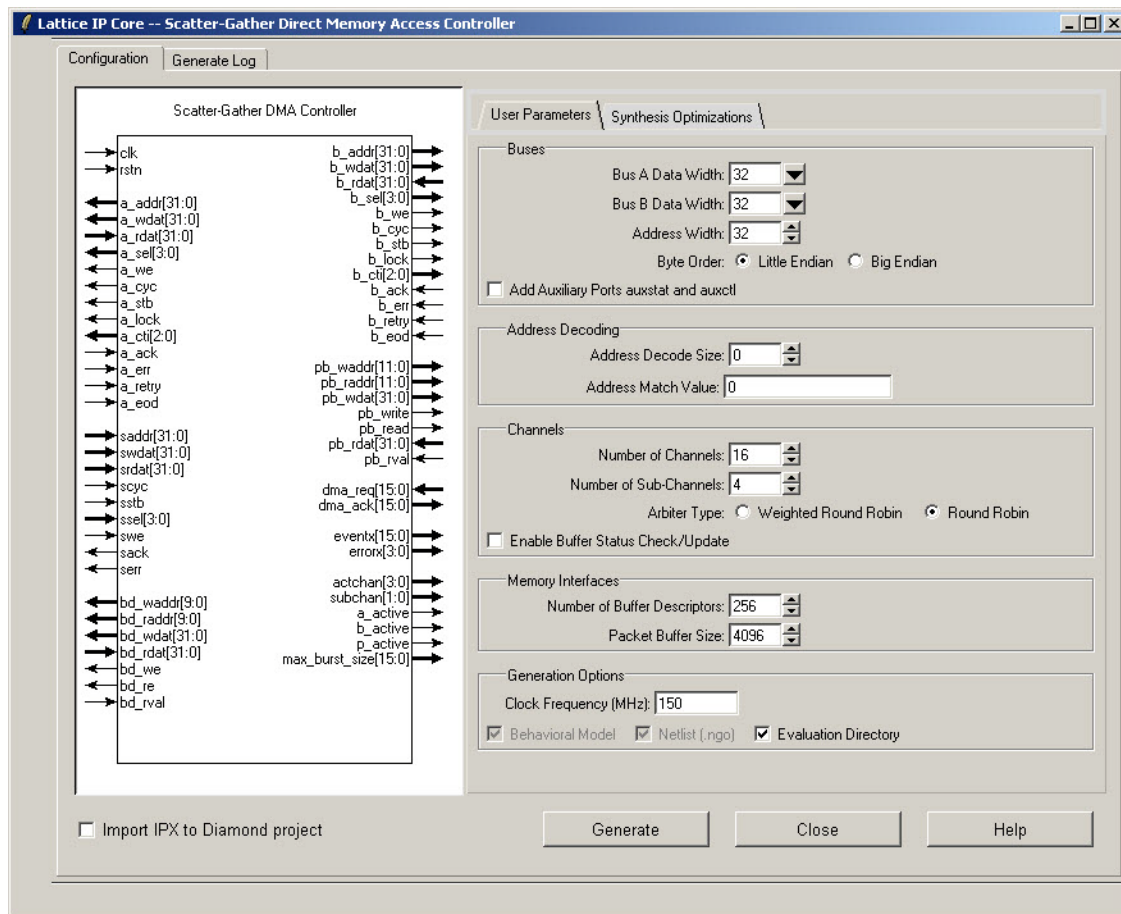 Lattice IP Core -- Scatter-Gather Direct Memory Access Controller
Configuration
Generate Log
Scatter-Gather DMA Controller
clk
rstn
a_addr[31:0]
a_wdat[31:0]
a_rdat[31:0]
a_sel[3:0]
a_we
a_cyc
a_stb
a_lock
a_cti[2:0]
a_ack
a_err
a_retry
a_eod
saddr[31:0]
swdat[31:0]
srdat[31:0]
scyc
sstb
ssel[3:0]
swe
sack
serr
bd_waddr[9:0]
bd_raddr[9:0]
bd_wdat[31:0]
bd_rdat[31:0]
bd_we
bd_re
bd_rval
b_addr[31:0]
b_wdat[31:0]
b_rdat[31:0]
b_sel[3:0]
b_we
b_cyc
b_stb
b_lock
b_cti[2:0]
b_ack
b_err
b_retry
b_eod
pb_waddr[11:0]
pb_raddr[11:0]
pb_wdat[31:0]
pb_write
pb_read
pb_rdat[31:0]
pb_rval
dma_req[15:0]
dma_ack[15:0]
eventx[15:0]
errorx[3:0]
actchan[3:0]
subchan[1:0]
a_active
b_active
p_active
max_burst_size[15:0]
User Parameters
Synthesis Optimizations
Buses
Bus A Data Width: 32
Bus B Data Width: 32
Address Width: 32
Byte Order: Little Endian Big Endian
Add Auxiliary Ports auxstat and auxctl
Address Decoding
Address Decode Size: 0
Address Match Value: 0
Channels
Number of Channels: 16
Number of Sub-Channels: 4
Arbiter Type: Weighted Round Robin Round Robin
Enable Buffer Status Check/Update
Memory Interfaces
Number of Buffer Descriptors: 256
Packet Buffer Size: 4096
Generation Options
Clock Frequency (MHz): 150
Behavioral Model Netlist (.ngo) Evaluation Directory
Import IPX to Diamond project
Generate
Close
Help